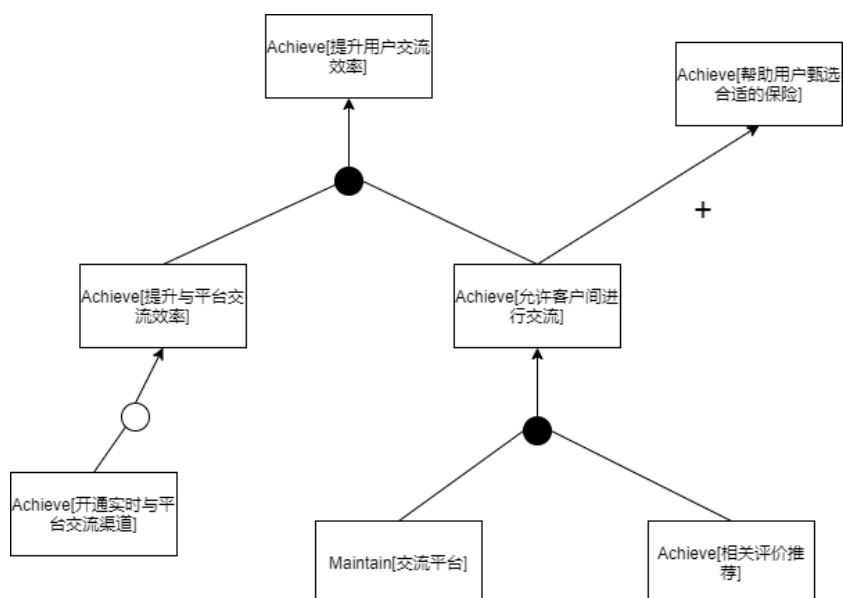 Achieve[提升用户交流
效率]
Achieve[帮助用户甄选
合适的保险]
+
Achieve[提升与平台交
流效率]
Achieve[允许客户间进
行交流]
Achieve[开通实时与平
台交流渠道]
Maintain[交流平台]
Achieve[相关评价推
荐]